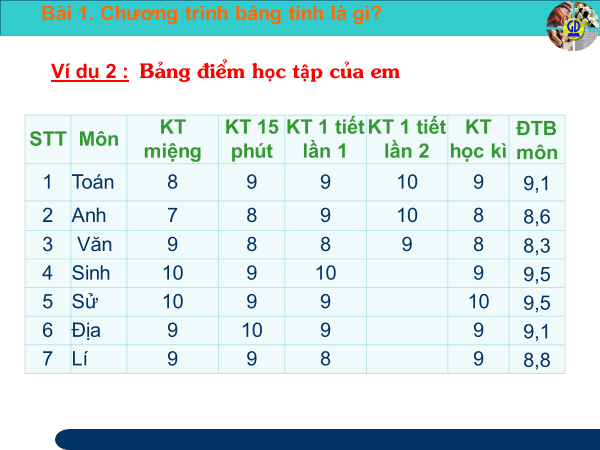 Bài 1. Chương trình bảng tính là gì?
Ví dụ 2 : Bảng điểm học tập của em
STT Môn KT miệng KT 15 phút KT 1 tiết lần 1 KT 1 tiết lần 2 KT học kì ĐTB môn
1 Toán 8 9 9 10 9 9,1
2 Anh 7 8 9 10 8 8,6
3 Văn 9 8 8 9 8 8,3
4 Sinh 10 9 10 9 9,5
5 Sử 10 9 9 10 9,5
6 Địa 9 10 9 9 9,1
7 Lí 9 9 8 9 8,8